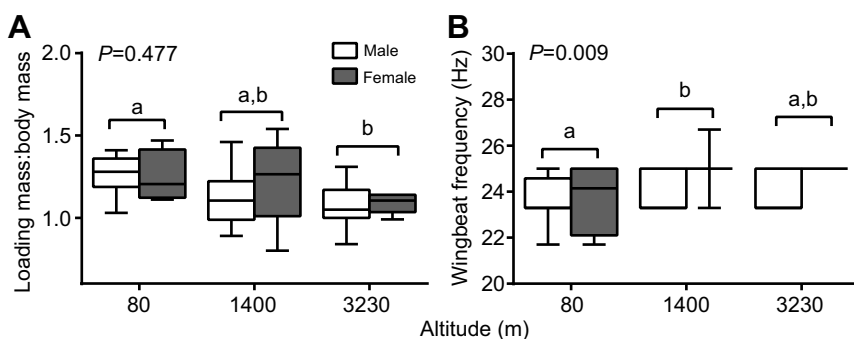 A
Loading mass:body mass
2.0
1.5
1.0
P=0.477
Male
Female
a
a,b
b
80
1400
3230
B
Wingbeat frequency (Hz)
30
28
26
24
22
20
P=0.009
a
b
a,b
80
1400
3230
Altitude (m)